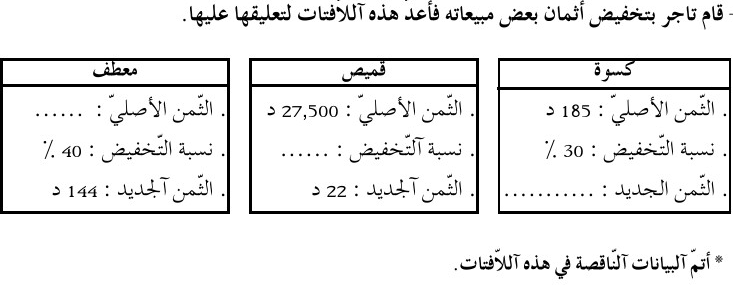 - قام تاجر بتخفيض أثمان بعض مبيعاته فأعدّ هذه آللاّفتات لتعليقها عليها.
كسوة
. الثّمن الأصليّ : 185 د
. نسبة التّخفيض : 30 ٪
. الثّمن الجديد : ...........
قميص
. الثّمن الأصليّ : 27,500 د
. نسبة آلتّخفيض : ......
. الثّمن آلجديد : 22 د
معطف
. الثّمن الأصليّ : ......
. نسبة التّخفيض : 40 ٪
. الثّمن آلجديد : 144 د
* أتمّ آلبيانات آلنّاقصة في هذه آللاّفتات.